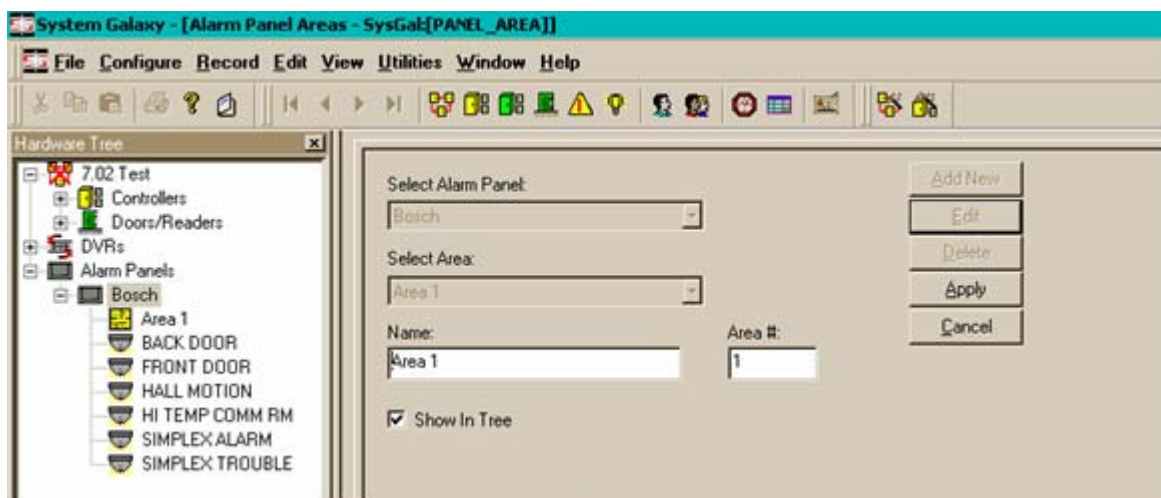 System Galaxy - [Alarm Panel Areas - SysGal:[PANEL_AREA]]
File Configure Record Edit View Utilities Window Help
Hardware Tree
7.02 Test
Controllers
Doors/Readers
DVRs
Alarm Panels
Bosch
Area 1
BACK DOOR
FRONT DOOR
HALL MOTION
HI TEMP COMM RM
SIMPLEX ALARM
SIMPLEX TROUBLE
Select Alarm Panel:
Bosch
Select Area:
Area 1
Name:
Area 1
Area #:
1
Show In Tree
Add New
Edit
Delete
Apply
Cancel